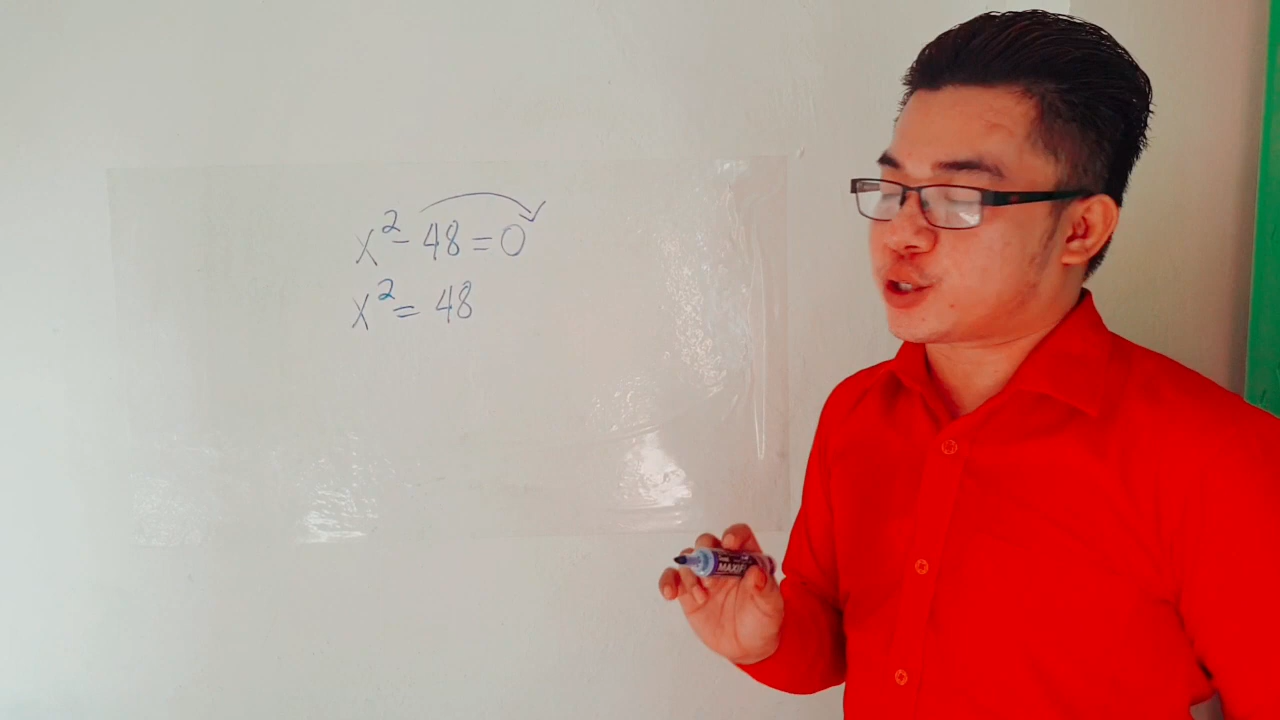 x² - 48 = 0
x² = 48